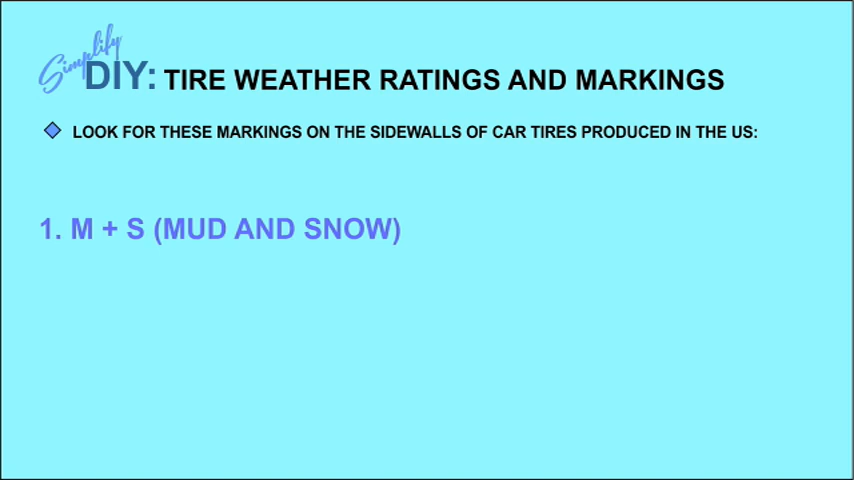 Simplify
DIY: TIRE WEATHER RATINGS AND MARKINGS
LOOK FOR THESE MARKINGS ON THE SIDEWALLS OF CAR TIRES PRODUCED IN THE US:
1. M + S (MUD AND SNOW)